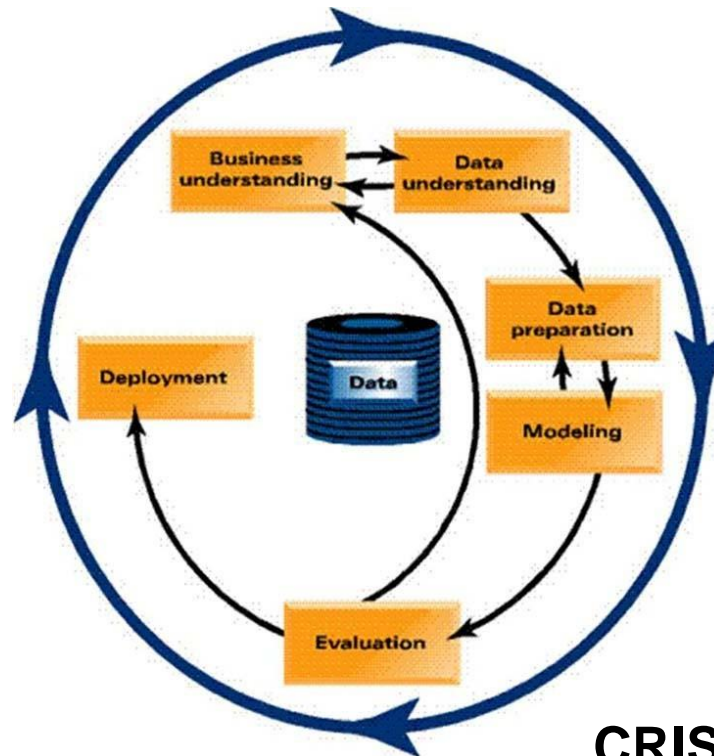 Business
understanding
Data
understanding
Data
preparation
Deployment
Data
Modeling
Evaluation
CRIS